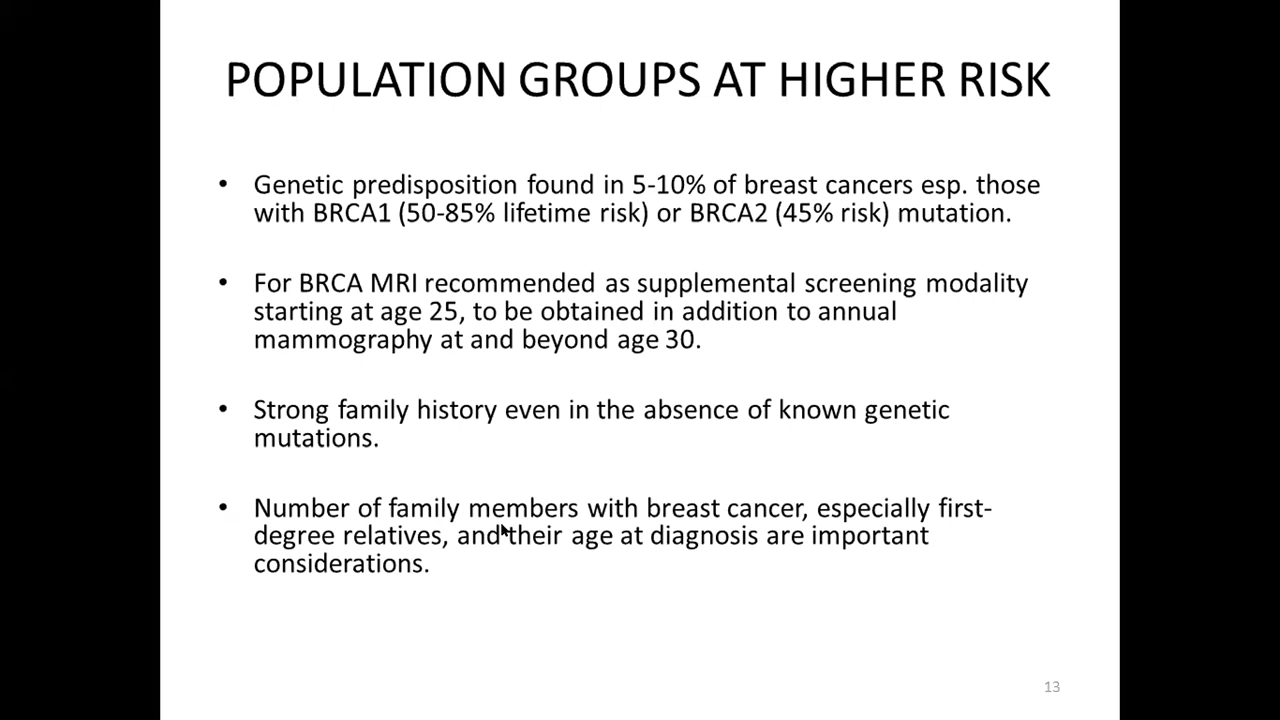 POPULATION GROUPS AT HIGHER RISK
• Genetic predisposition found in 5-10% of breast cancers esp. those
with BRCA1 (50-85% lifetime risk) or BRCA2 (45% risk) mutation.
• For BRCA MRI recommended as supplemental screening modality
starting at age 25, to be obtained in addition to annual
mammography at and beyond age 30.
• Strong family history even in the absence of known genetic
mutations.
• Number of family members with breast cancer, especially first-
degree relatives, and their age at diagnosis are important
considerations.
13